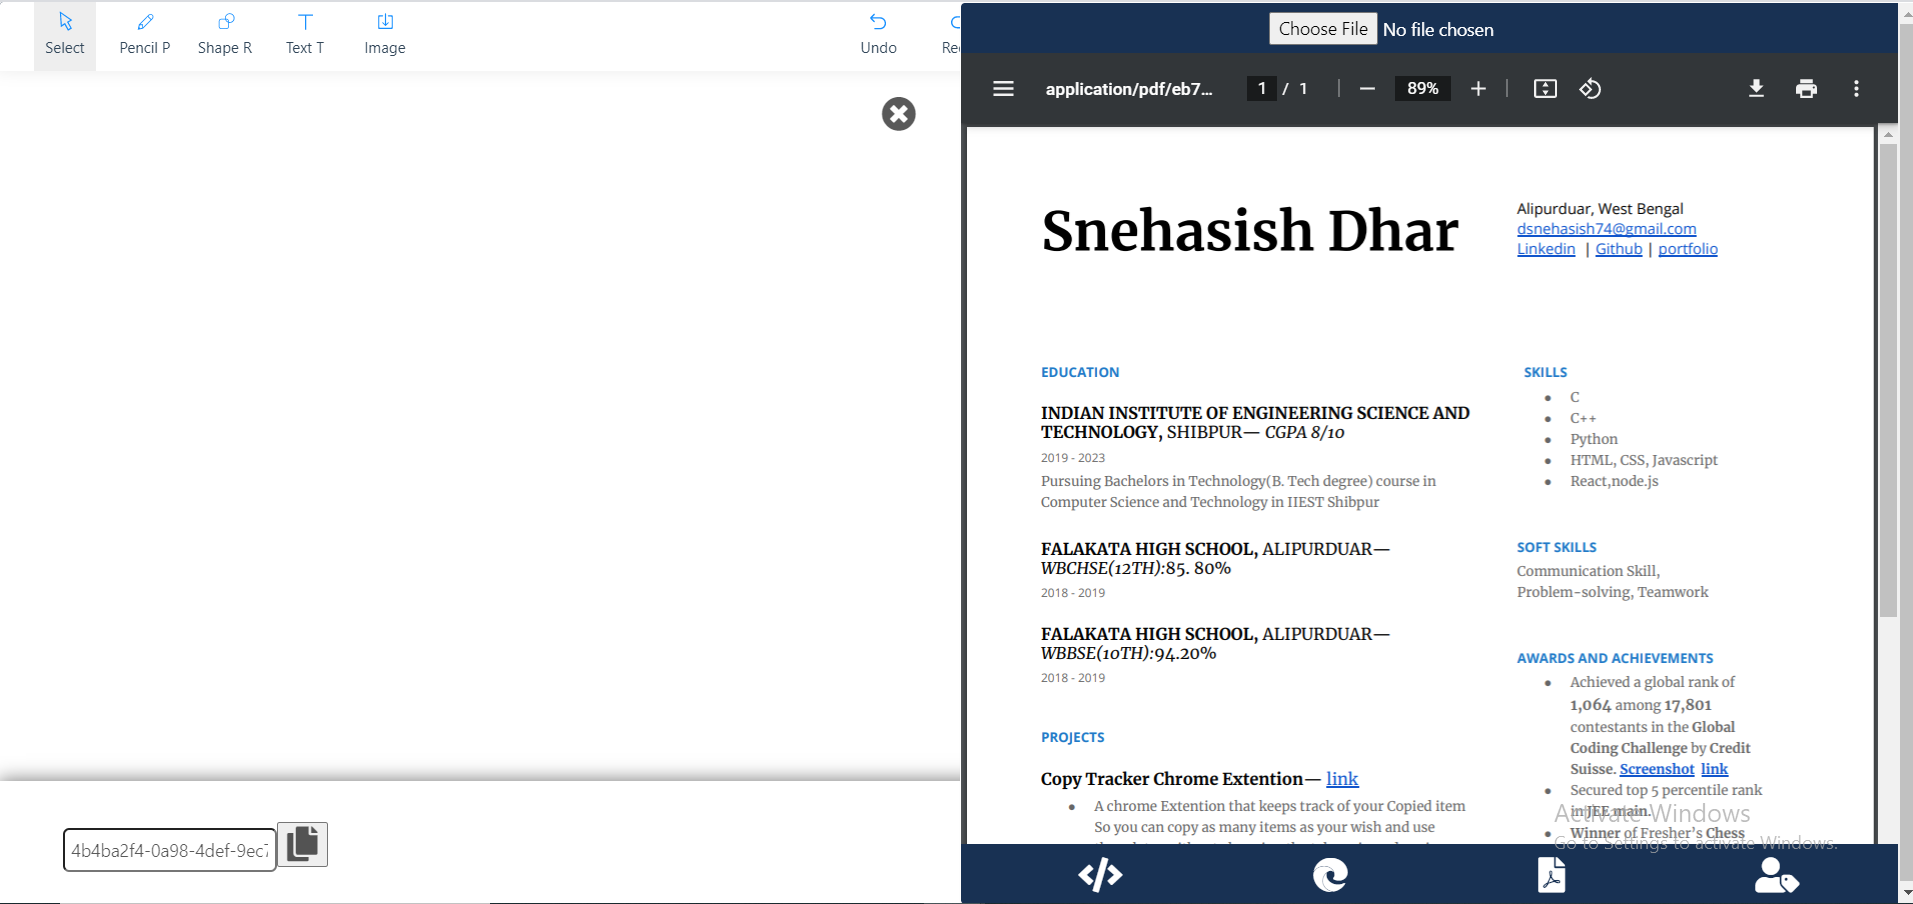 Select
Pencil P
Shape R
Text T
Image
Undo
4b4ba2f4-0a98-4def-9ec
Choose File No file chosen
application/pdf/eb7...
1 / 1
89%
Snehasish Dhar
Alipurduar, West Bengal
dsnehasish74@gmail.com
Linkedin | Github | portfolio
EDUCATION
INDIAN INSTITUTE OF ENGINEERING SCIENCE AND
TECHNOLOGY, SHIBPUR— CGPA 8/10
2019 - 2023
Pursuing Bachelors in Technology(B. Tech degree) course in
Computer Science and Technology in IIEST Shibpur
FALAKATA HIGH SCHOOL, ALIPURDUAR—
WBCHSE(12TH):85. 80%
2018 - 2019
FALAKATA HIGH SCHOOL, ALIPURDUAR—
WBBSE(10TH):94.20%
2018 - 2019
PROJECTS
Copy Tracker Chrome Extention— link
● A chrome Extention that keeps track of your Copied item
So you can copy as many items as your wish and use
SKILLS
● C
● C++
● Python
● HTML, CSS, Javascript
● React,node.js
SOFT SKILLS
Communication Skill,
Problem-solving, Teamwork
AWARDS AND ACHIEVEMENTS
● Achieved a global rank of
1,064 among 17,801
contestants in the Global
Coding Challenge by Credit
Suisse. Screenshot link
● Secured top 5 percentile rank
in JEE main.
● Winner of Fresher's Chess
Activate Windows
Go to Settings to activate Windows.